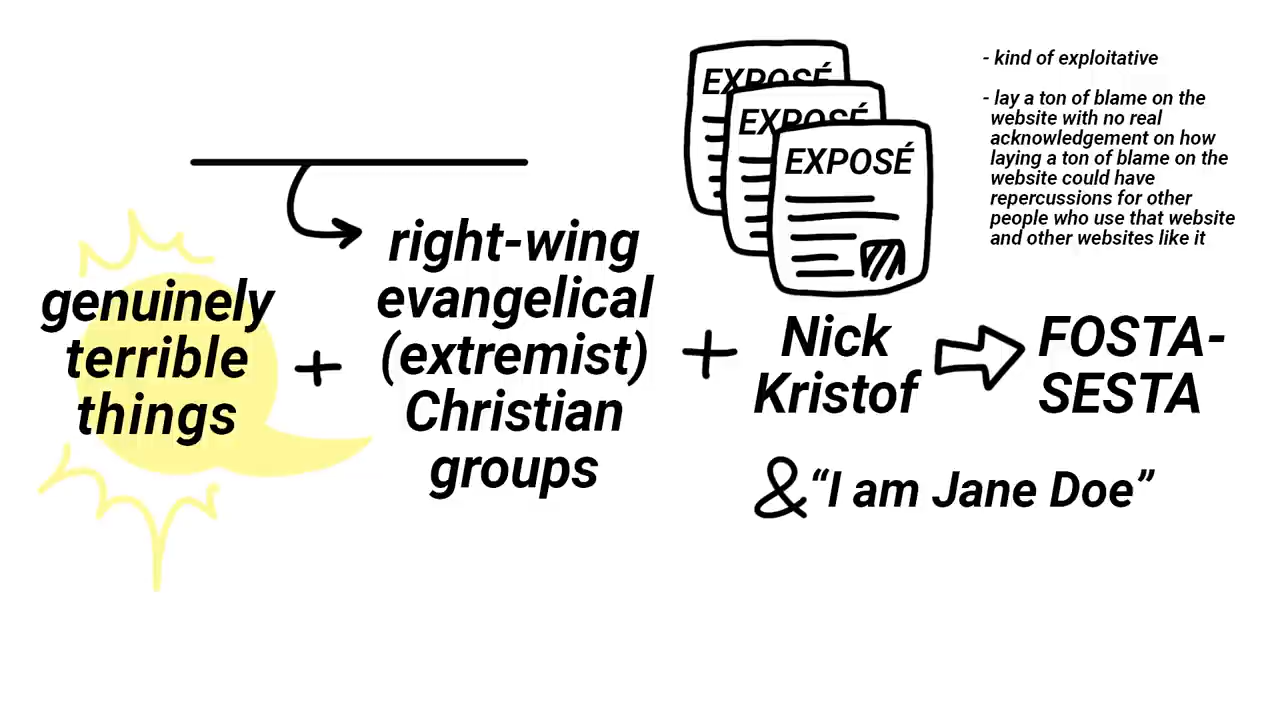 EXPOSÉ
EXPOSÉ
EXPOSÉ
- kind of exploitative
- lay a ton of blame on the
website with no real
acknowledgement on how
laying a ton of blame on the
website could have
repercussions for other
people who use that website
and other websites like it
genuinely
terrible
things
+
right-wing
evangelical
(extremist)
Christian
groups
+
Nick
Kristof
FOSTA-
SESTA
& “I am Jane Doe”